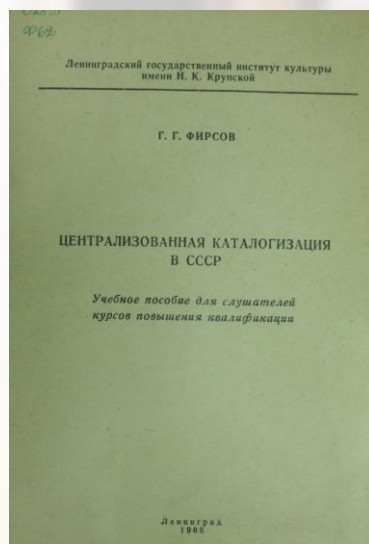 Ф62
Ленинградский государственный институт культуры
имени Н. К. Крупской
Г. Г. ФИРСОВ
ЦЕНТРАЛИЗОВАННАЯ КАТАЛОГИЗАЦИЯ
В СССР
Учебное пособие для слушателей
курсов повышения квалификации
Ленинград